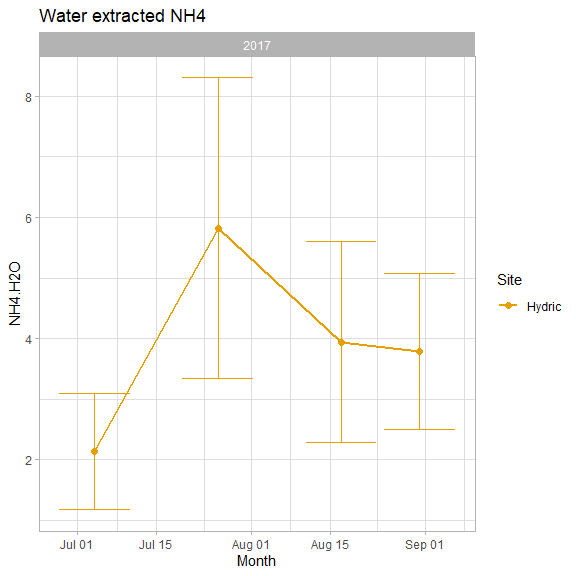 Water extracted NH4
2017
8
6
4
2
NH4.H2O
Jul 01
Jul 15
Aug 01
Aug 15
Sep 01
Month
Site
Hydric